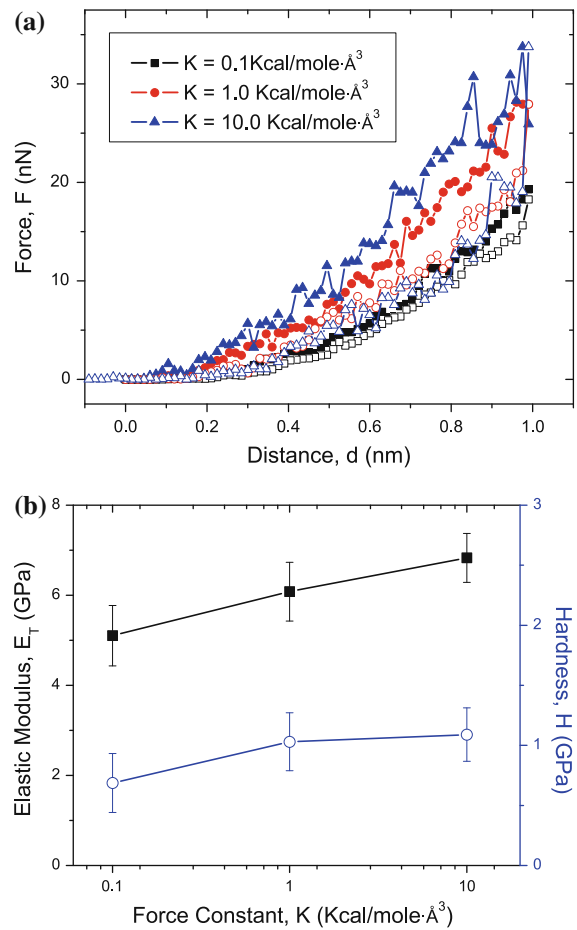 (a)
K = 0.1Kcal/mole·Å³
K = 1.0 Kcal/mole·Å³
K = 10.0 Kcal/mole·Å³
30
20
10
0
Force, F (nN)
0.0 0.2 0.4 0.6 0.8 1.0
Distance, d (nm)
(b)
8
6
4
2
0
Elastic Modulus, E_T (GPa)
3
2
1
0
Hardness, H (GPa)
0.1 1 10
Force Constant, K (Kcal/mole·Å³)